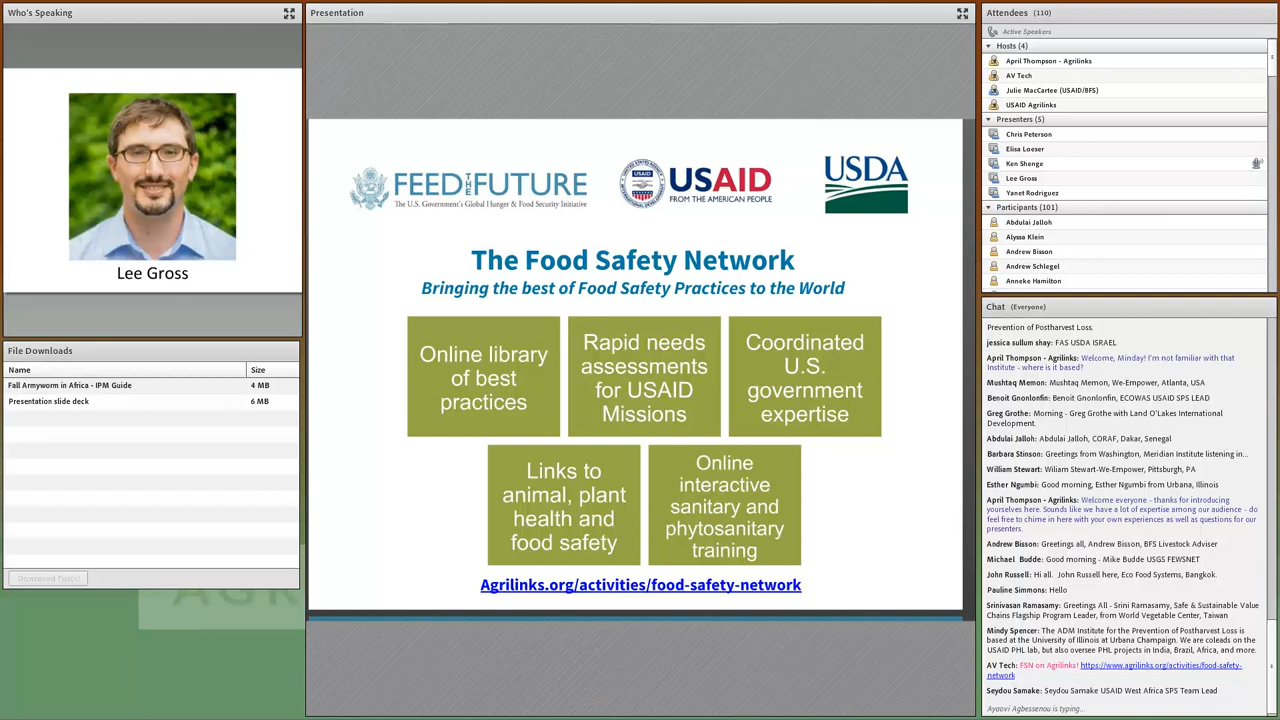 Who's Speaking
Lee Gross
File Downloads
Name
Size
Fall Armyworm in Africa - IPM Guide
4 MB
Presentation slide deck
6 MB
Download File(s)
Presentation
FEED THE FUTURE
The U.S. Government's Global Hunger & Food Security Initiative
USAID
FROM THE AMERICAN PEOPLE
USDA
The Food Safety Network
Bringing the best of Food Safety Practices to the World
Online library
of best
practices
Rapid needs
assessments
for USAID
Missions
Coordinated
U.S.
government
expertise
Links to
animal, plant
health and
food safety
Online
interactive
sanitary and
phytosanitary
training
Agrilinks.org/activities/food-safety-network
Attendees (110)
Active Speakers
Hosts (4)
April Thompson - Agrilinks
AV Tech
Julie MacCartee (USAID/BFS)
USAID Agrilinks
Presenters (5)
Chris Peterson
Elisa Loeser
Ken Shenge
Lee Gross
Yanet Rodriguez
Participants (101)
Abdulai Jalloh
Alyssa Klein
Andrew Bisson
Andrew Schlegel
Anneke Hamilton
Chat (Everyone)
Prevention of Postharvest Loss.
jessica sullum shay: FAS USDA ISRAEL
April Thompson - Agrilinks: Welcome, Minday! I'm not familiar with that
Institute - where is it based?
Mushtaq Memon: Mushtaq Memon, We-Empower, Atlanta, USA
Benoit Gnonlonfin: Benoit Gnonlonfin, ECOWAS USAID SPS LEAD
Greg Grothe: Morning - Greg Grothe with Land O'Lakes International
Development.
Abdulai Jalloh: Abdulai Jalloh, CORAF, Dakar, Senegal
Barbara Stinson: Greetings from Washington, Meridian Institute listening in...
William Stewart: Wiliam Stewart-We-Empower, Pittsburgh, PA
Esther Ngumbi: Good morning, Esther Ngumbi from Urbana, Illinois
April Thompson - Agrilinks: Welcome everyone - thanks for introducing
yourselves here. Sounds like we have a lot of expertise among our audience - do
feel free to chime in here with your own experiences as well as questions for our
presenters.
Andrew Bisson: Greetings all, Andrew Bisson, BFS Livestock Adviser
Michael Budde: Good morning - Mike Budde USGS FEWSNET
John Russell: Hi all. John Russell here, Eco Food Systems, Bangkok.
Pauline Simmons: Hello
Srinivasan Ramasamy: Greetings All - Srini Ramasamy, Safe & Sustainable Value
Chains Flagship Program Leader, from World Vegetable Center, Taiwan
Mindy Spencer: The ADM Institute for the Prevention of Postharvest Loss is
based at the University of Illinois at Urbana Champaign. We are coleads on the
USAID PHL lab, but also oversee PHL projects in India, Brazil, Africa, and more.
AV Tech: FSN on Agrilinks! https://www.agrilinks.org/activities/food-safety-
network
Seydou Samake: Seydou Samake USAID West Africa SPS Team Lead
Ayaovi Agbessenou is typing...